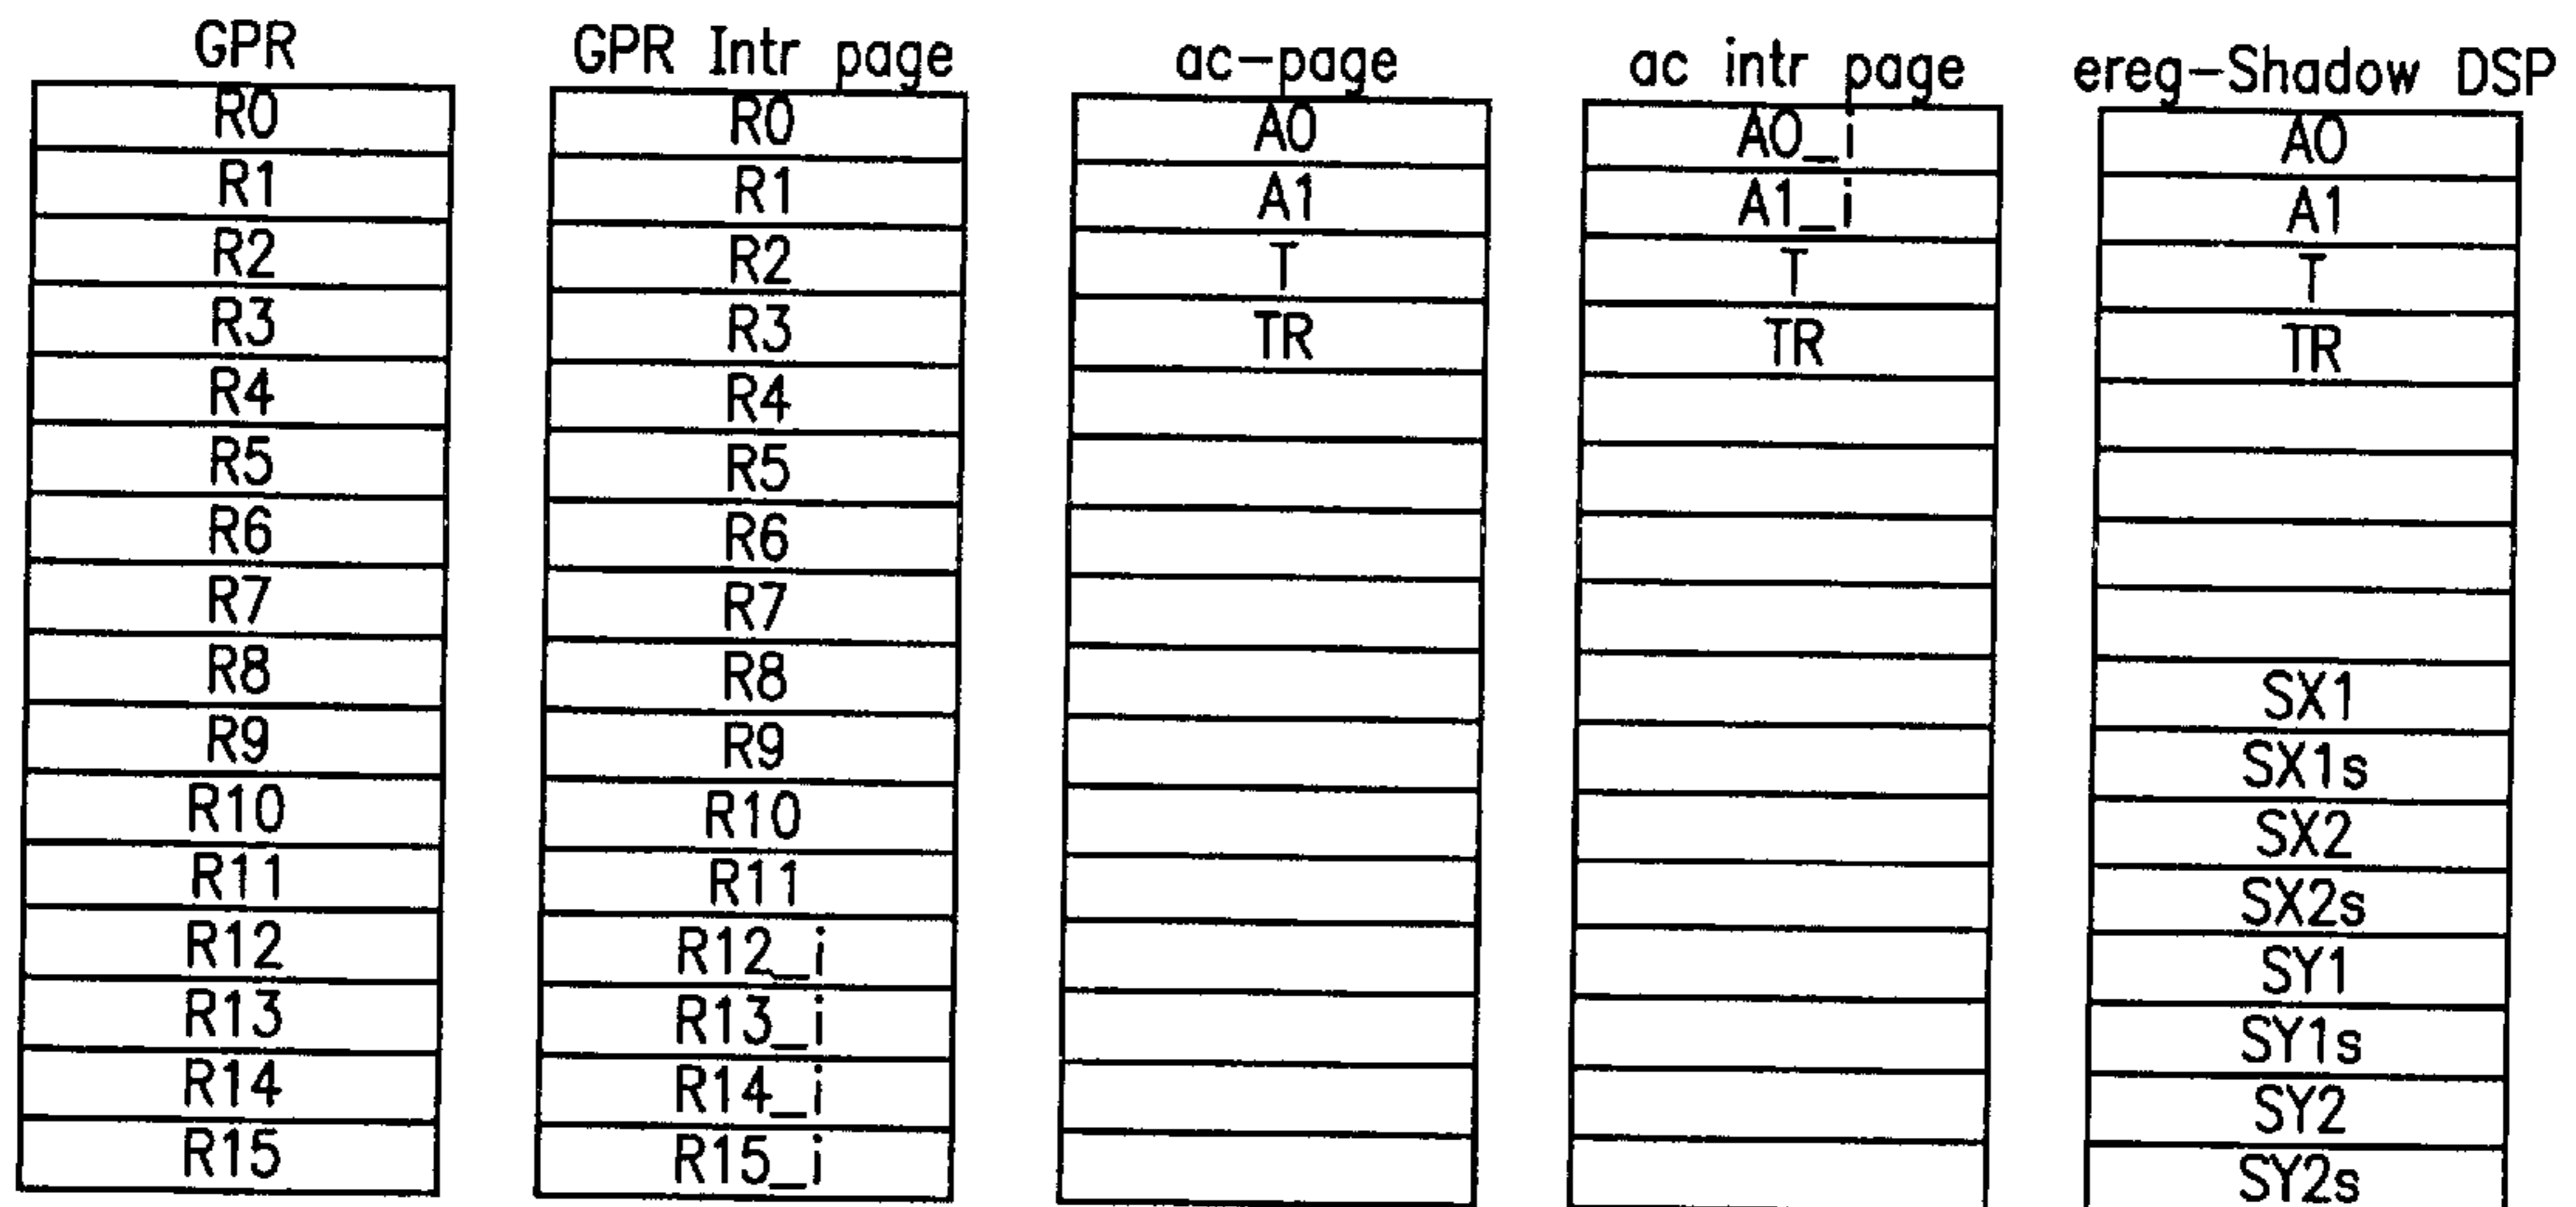 GPR
R0
R1
R2
R3
R4
R5
R6
R7
R8
R9
R10
R11
R12
R13
R14
R15
GPR Intr page
R0
R1
R2
R3
R4
R5
R6
R7
R8
R9
R10
R11
R12_i
R13_i
R14_i
R15_i
ac-page
A0
A1
T
TR
ac intr page
A0_i
A1_i
T
TR
ereg-Shadow DSP
A0
A1
T
TR
SX1
SX1s
SX2
SX2s
SY1
SY1s
SY2
SY2s